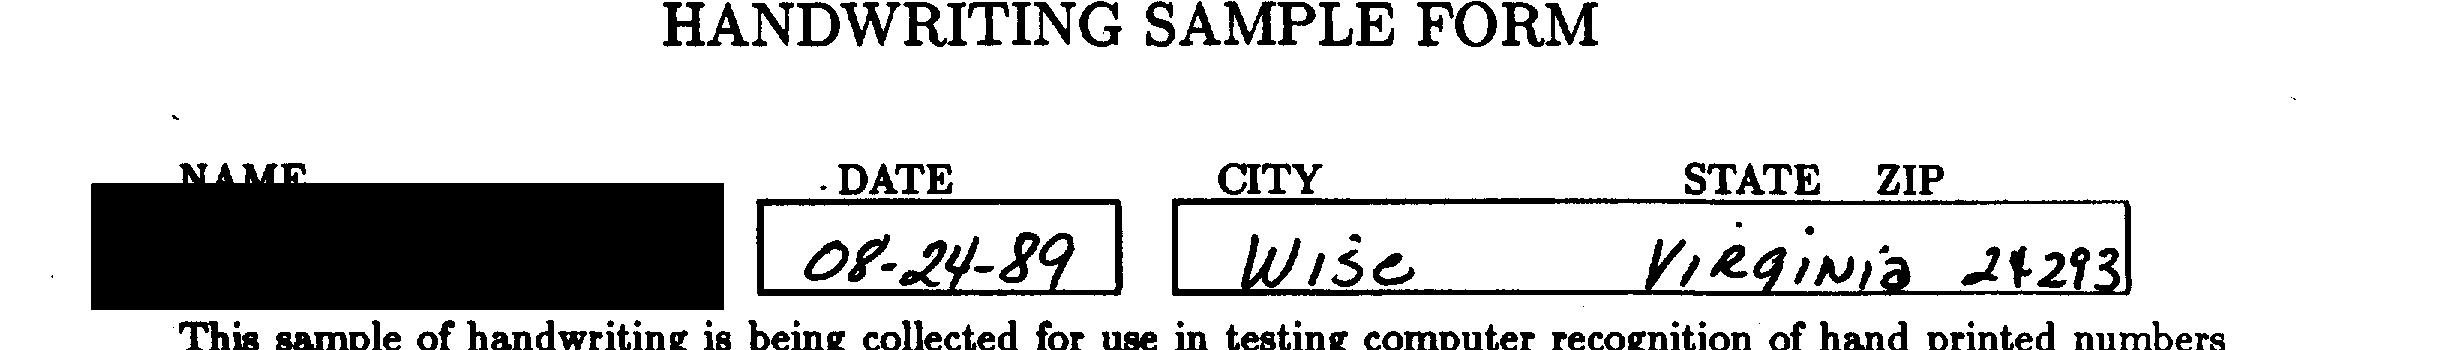 HANDWRITING SAMPLE FORM
NAME DATE CITY STATE ZIP
08-24-89 Wise VIRgiNia 24293
This sample of handwriting is being collected for use in testing computer recognition of hand printed numbers